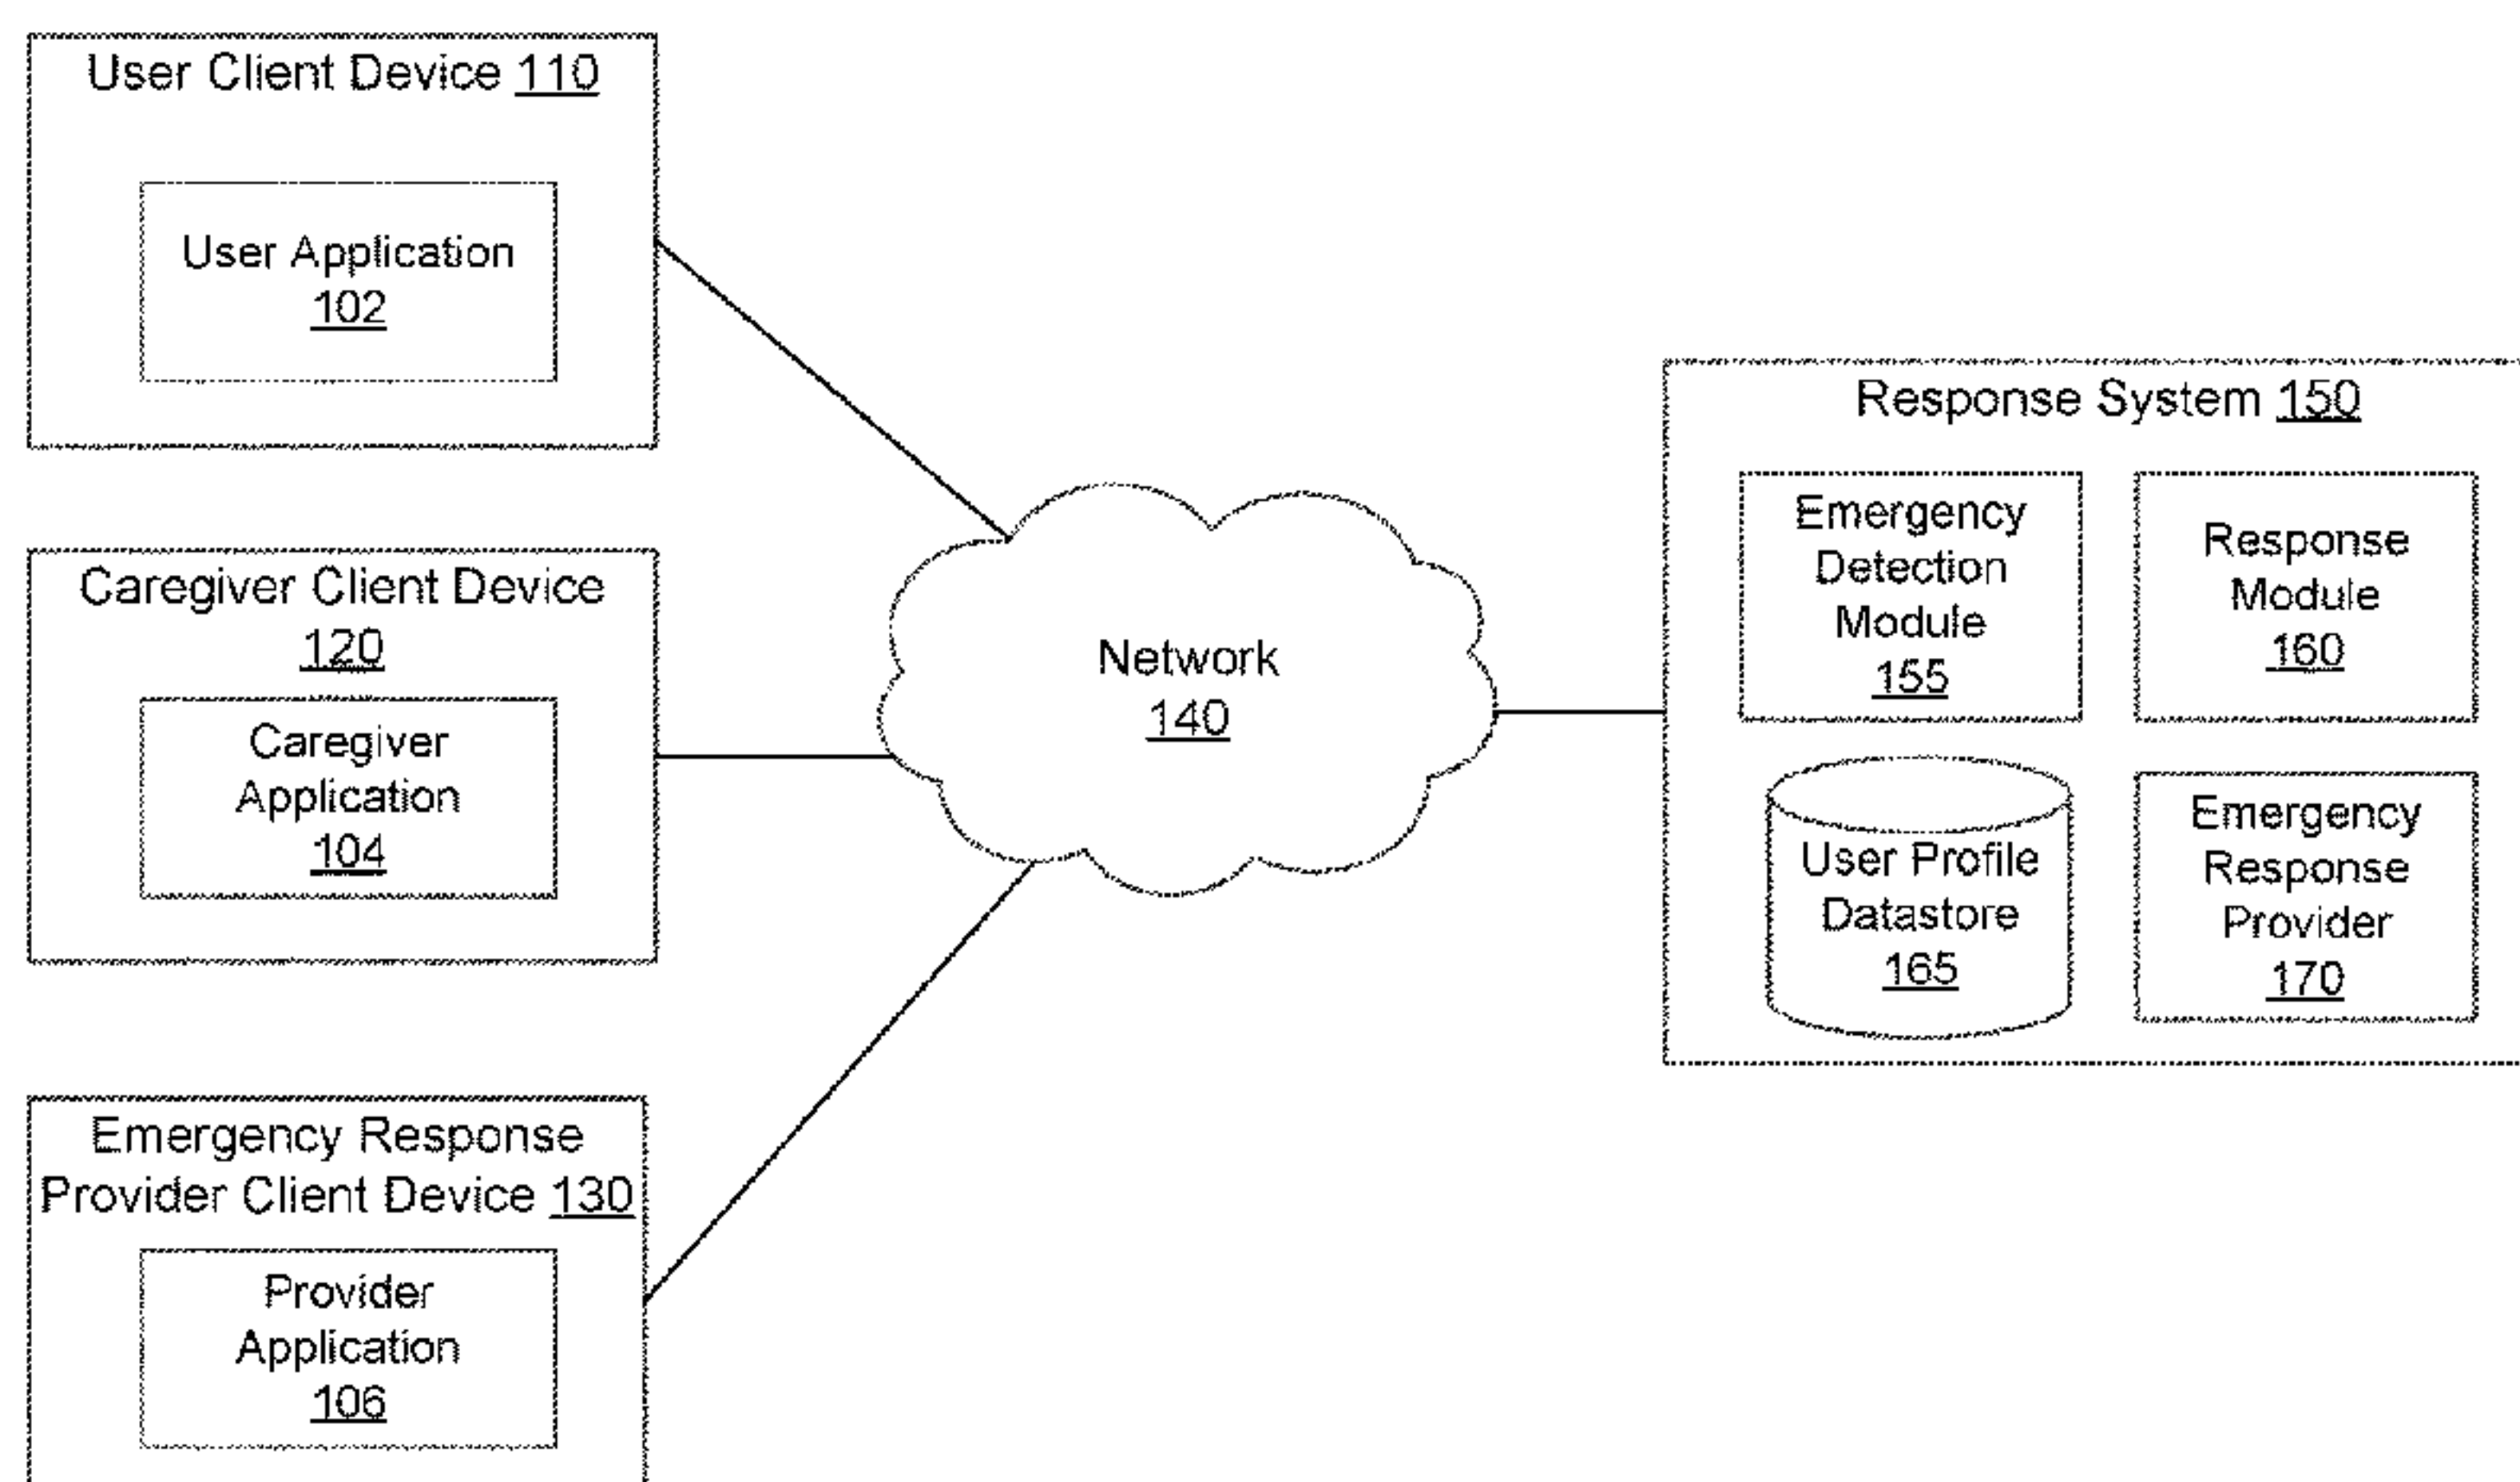 User Client Device 110
User Application
102
Caregiver Client Device
120
Caregiver
Application
104
Emergency Response
Provider Client Device 130
Provider
Application
106
Network
140
Response System 150
Emergency
Detection
Module
155
Response
Module
160
User Profile
Datastore
165
Emergency
Response
Provider
170